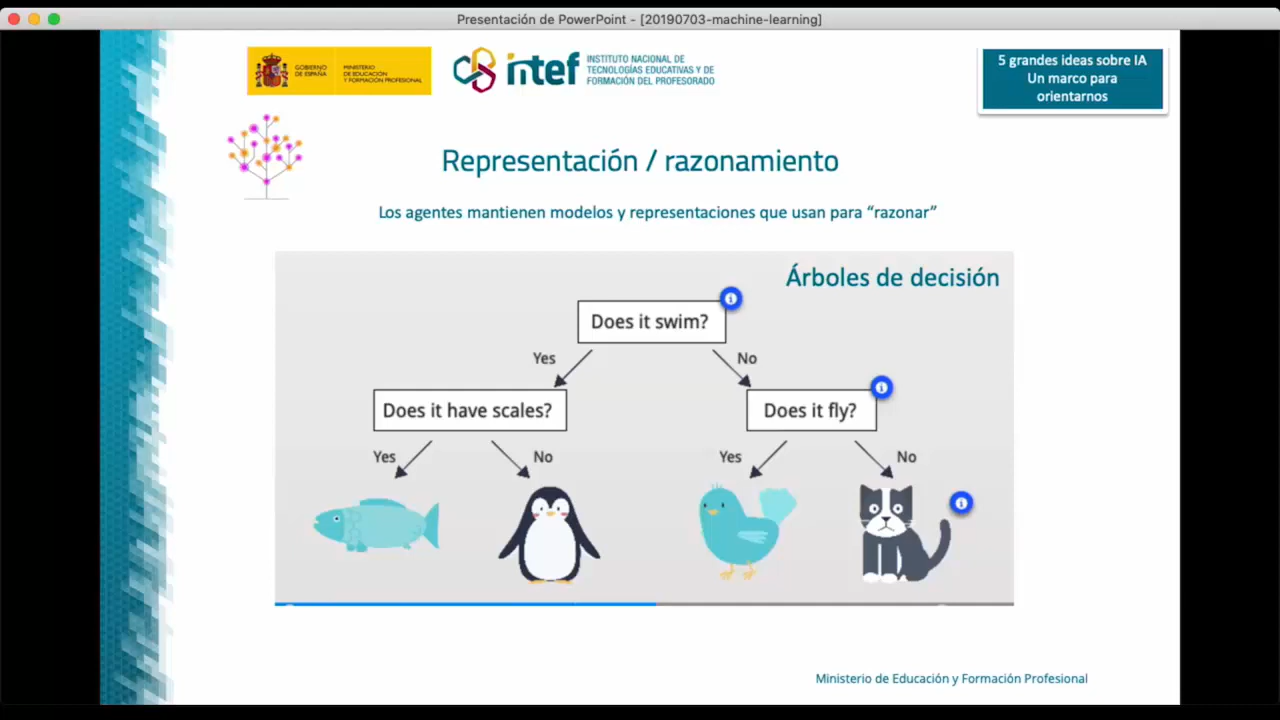 Presentación de PowerPoint - [20190703-machine-learning]
GOBIERNO
DE ESPAÑA
MINISTERIO
DE EDUCACIÓN
Y FORMACIÓN PROFESIONAL
intef
INSTITUTO NACIONAL DE
TECNOLOGÍAS EDUCATIVAS Y DE
FORMACIÓN DEL PROFESORADO
5 grandes ideas sobre IA
Un marco para
orientarnos
Representación / razonamiento
Los agentes mantienen modelos y representaciones que usan para “razonar”
Árboles de decisión
Does it swim?
Yes
No
Does it have scales?
Does it fly?
Yes
No
Yes
No
Ministerio de Educación y Formación Profesional